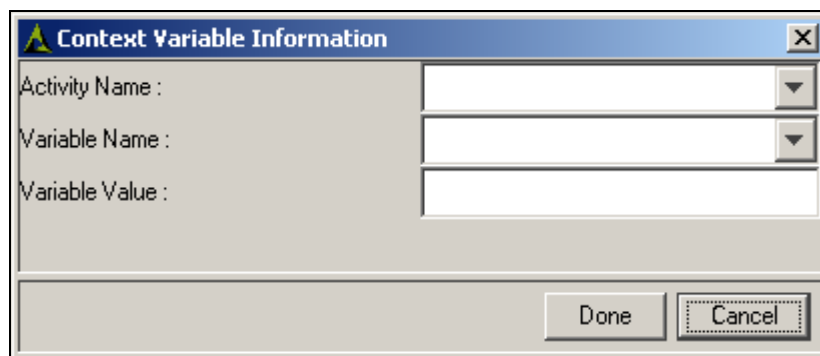 Context Variable Information
Activity Name :
Variable Name :
Variable Value :
Done Cancel